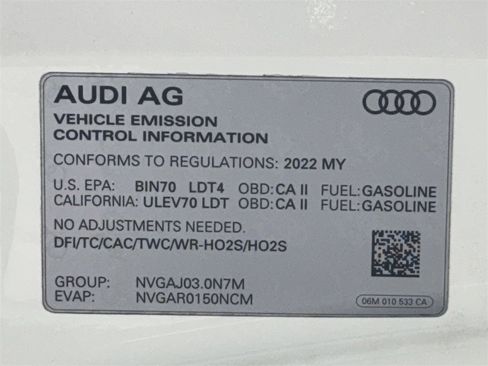 AUDI AG
VEHICLE EMISSION
CONTROL INFORMATION
CONFORMS TO REGULATIONS: 2022 MY
U.S. EPA: BIN70 LDT4 OBD: CA II FUEL: GASOLINE
CALIFORNIA: ULEV70 LDT OBD: CA II FUEL: GASOLINE
NO ADJUSTMENTS NEEDED.
DFI/TC/CAC/TWC/WR-HO2S/HO2S
GROUP: NVGAJ03.0N7M
EVAP: NVGAR0150NCM
06M 010 533 CA